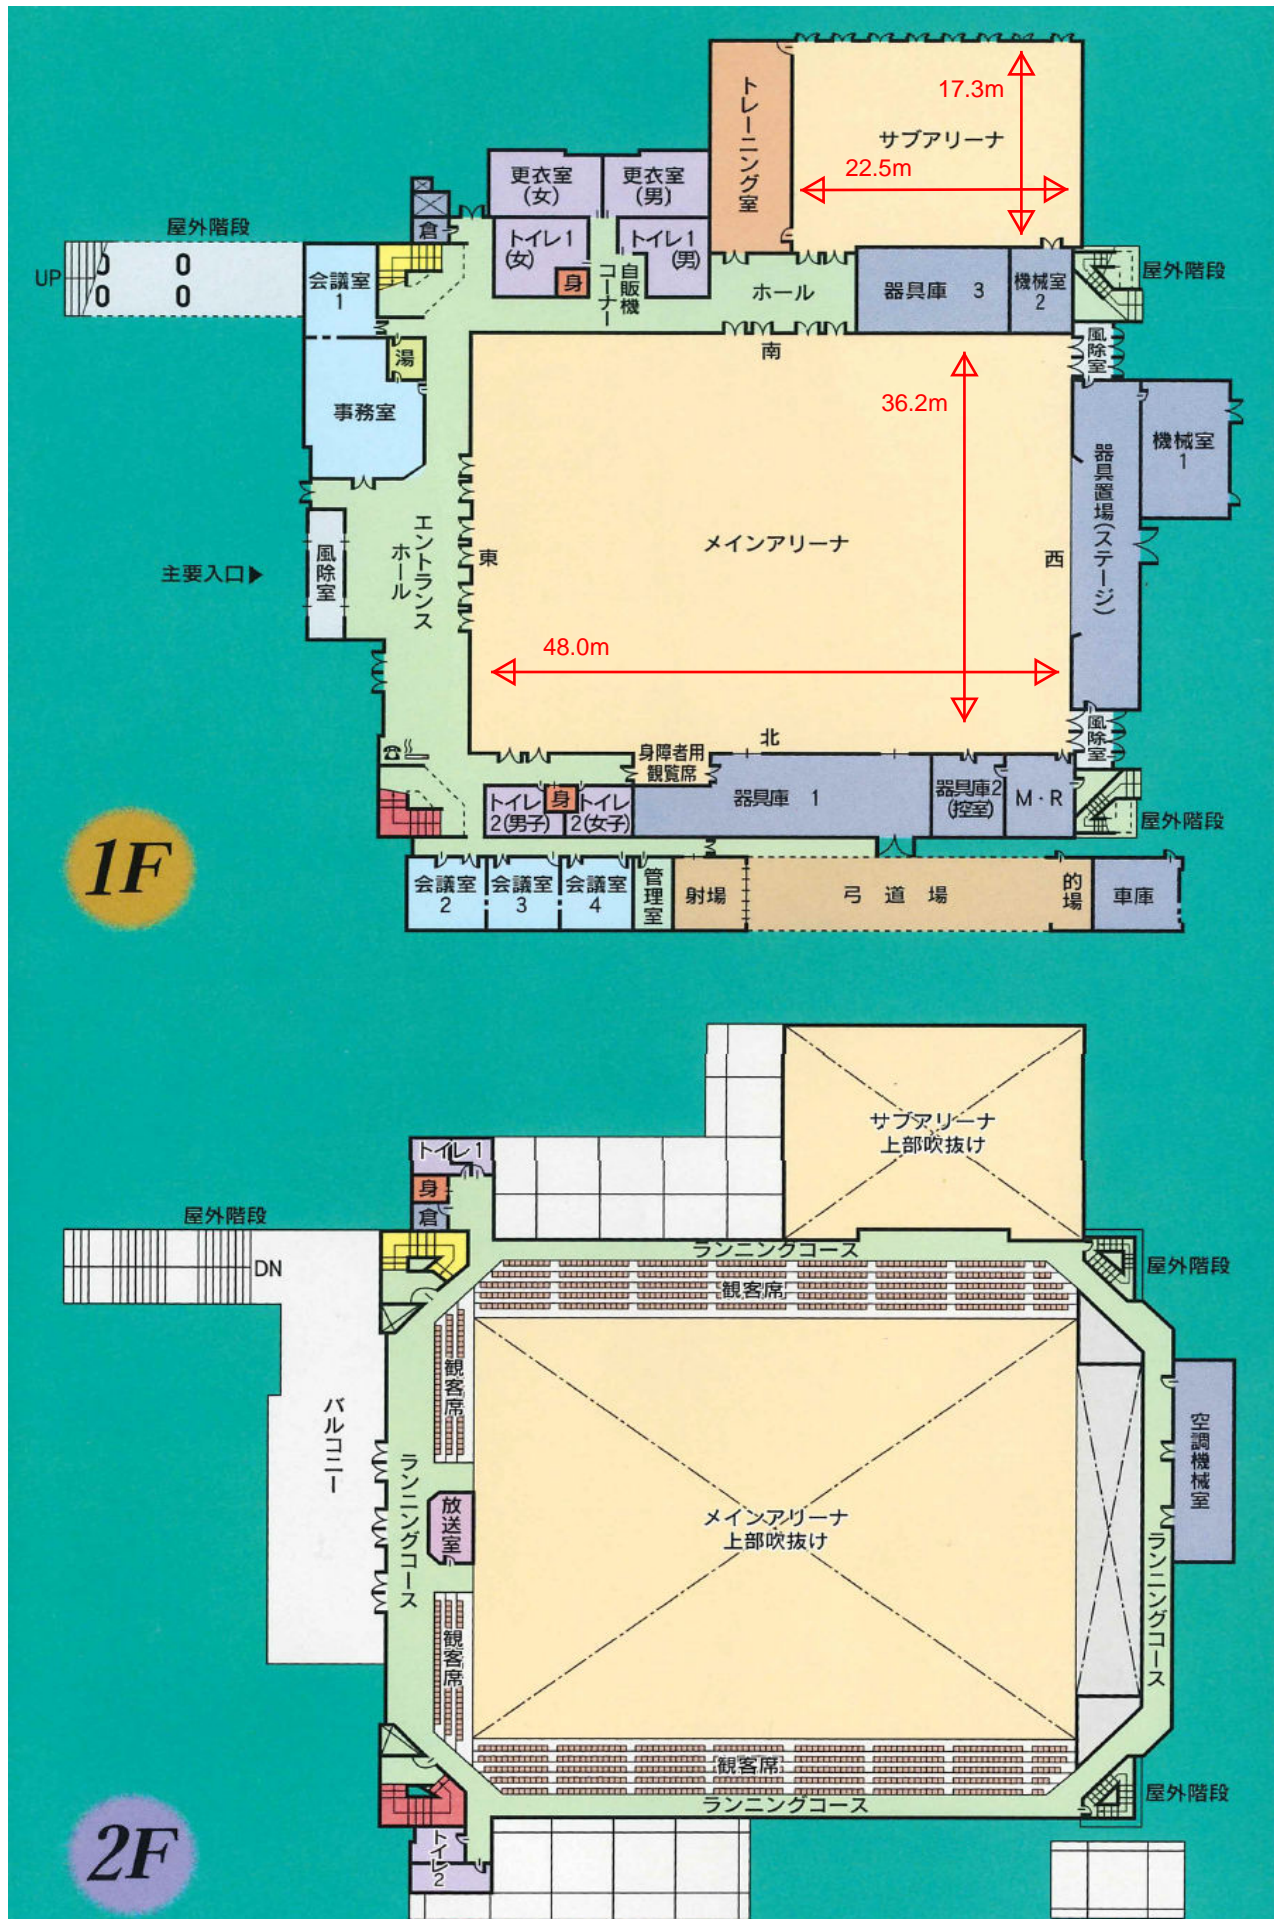 17.3m
サブアリーナ
22.5m
トレーニング室
更衣室
(女)
更衣室
(男)
屋外階段
倉
トイレ1
(女)
トイレ1
(男)
身
自販機
コーナー
ホール
器具庫 3
機械室
2
屋外階段
UP
会議室
1
湯
事務室
南
風除室
36.2m
器具置場(ステージ)
機械室
1
エントランス
ホール
風除室
主要入口▶
東
メインアリーナ
西
48.0m
北
身障者用
観覧席
風除室
トイレ
2(男子)
身
トイレ
2(女子)
器具庫 1
器具庫2
(控室)
M・R
屋外階段
1F
会議室
2
会議室
3
会議室
4
管理室
射場
弓道場
的場
車庫
サブアリーナ
上部吹抜け
トイレ1
身
倉
屋外階段
DN
ランニングコース
観客席
屋外階段
観客席
バルコニー
ランニングコース
放送室
メインアリーナ
上部吹抜け
空調機械室
ランニングコース
観客席
観客席
ランニングコース
屋外階段
トイレ2
2F